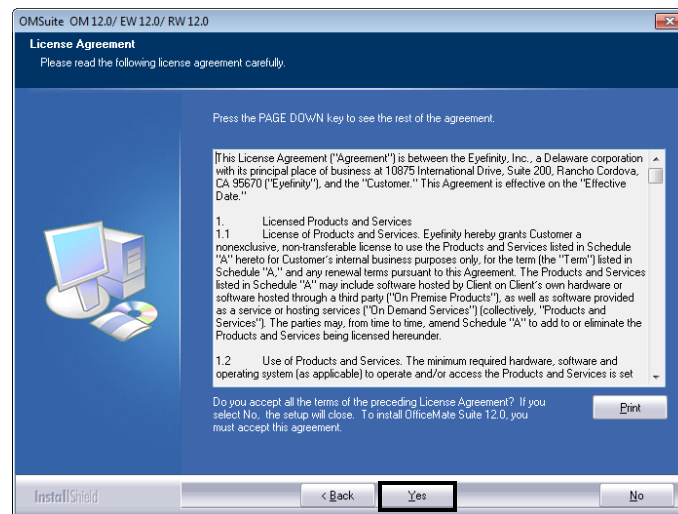 OMSuite OM 12.0/ EW 12.0/ RW 12.0
License Agreement
Please read the following license agreement carefully.
Press the PAGE DOWN key to see the rest of the agreement.
This License Agreement ("Agreement") is between the Eyefinity, Inc., a Delaware corporation
with its principal place of business at 10875 International Drive, Suite 200, Rancho Cordova,
CA 95670 ("Eyefinity"), and the "Customer." This Agreement is effective on the "Effective
Date."
1. Licensed Products and Services
1.1 License of Products and Services. Eyefinity hereby grants Customer a
nonexclusive, non-transferable license to use the Products and Services listed in Schedule
"A" hereto for Customer's internal business purposes only, for the term (the "Term") listed in
Schedule "A," and any renewal terms pursuant to this Agreement. The Products and Services
listed in Schedule "A" may include software hosted by Client on Client's own hardware or
software hosted through a third party ("On Premise Products"), as well as software provided
as a service or hosting services ("On Demand Services") (collectively, "Products and
Services"). The parties may, from time to time, amend Schedule "A" to add to or eliminate the
Products and Services being licensed hereunder.
1.2 Use of Products and Services. The minimum required hardware, software and
operating system (as applicable) to operate and/or access the Products and Services is set
Do you accept all the terms of the preceding License Agreement? If you
select No, the setup will close. To install OfficeMate Suite 12.0, you
must accept this agreement.
Print
InstallShield
< Back
Yes
No